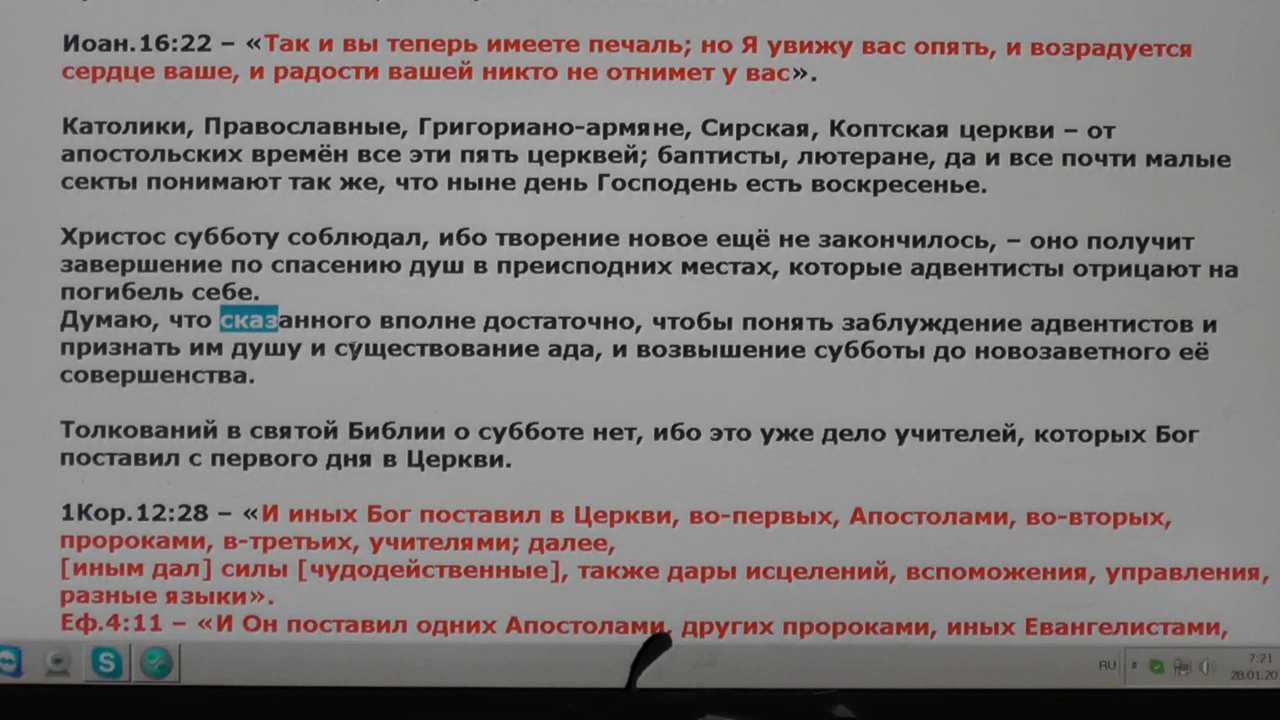 Иоан.16:22 – «Так и вы теперь имеете печаль; но Я увижу вас опять, и возрадуется
сердце ваше, и радости вашей никто не отнимет у вас».
Католики, Православные, Григориано-армяне, Сирская, Коптская церкви – от
апостольских времён все эти пять церквей; баптисты, лютеране, да и все почти малые
секты понимают так же, что ныне день Господень есть воскресенье.
Христос субботу соблюдал, ибо творение новое ещё не закончилось, – оно получит
завершение по спасению душ в преисподних местах, которые адвентисты отрицают на
погибель себе.
Думаю, что сказанного вполне достаточно, чтобы понять заблуждение адвентистов и
признать им душу и существование ада, и возвышение субботы до новозаветного её
совершенства.
Толкований в святой Библии о субботе нет, ибо это уже дело учителей, которых Бог
поставил с первого дня в Церкви.
1Кор.12:28 – «И иных Бог поставил в Церкви, во-первых, Апостолами, во-вторых,
пророками, в-третьих, учителями; далее,
[иным дал] силы [чудодейственные], также дары исцелений, вспоможения, управления,
разные языки».
Еф.4:11 – «И Он поставил одних Апостолами, других пророками, иных Евангелистами,
RU
7:21
28.01.20